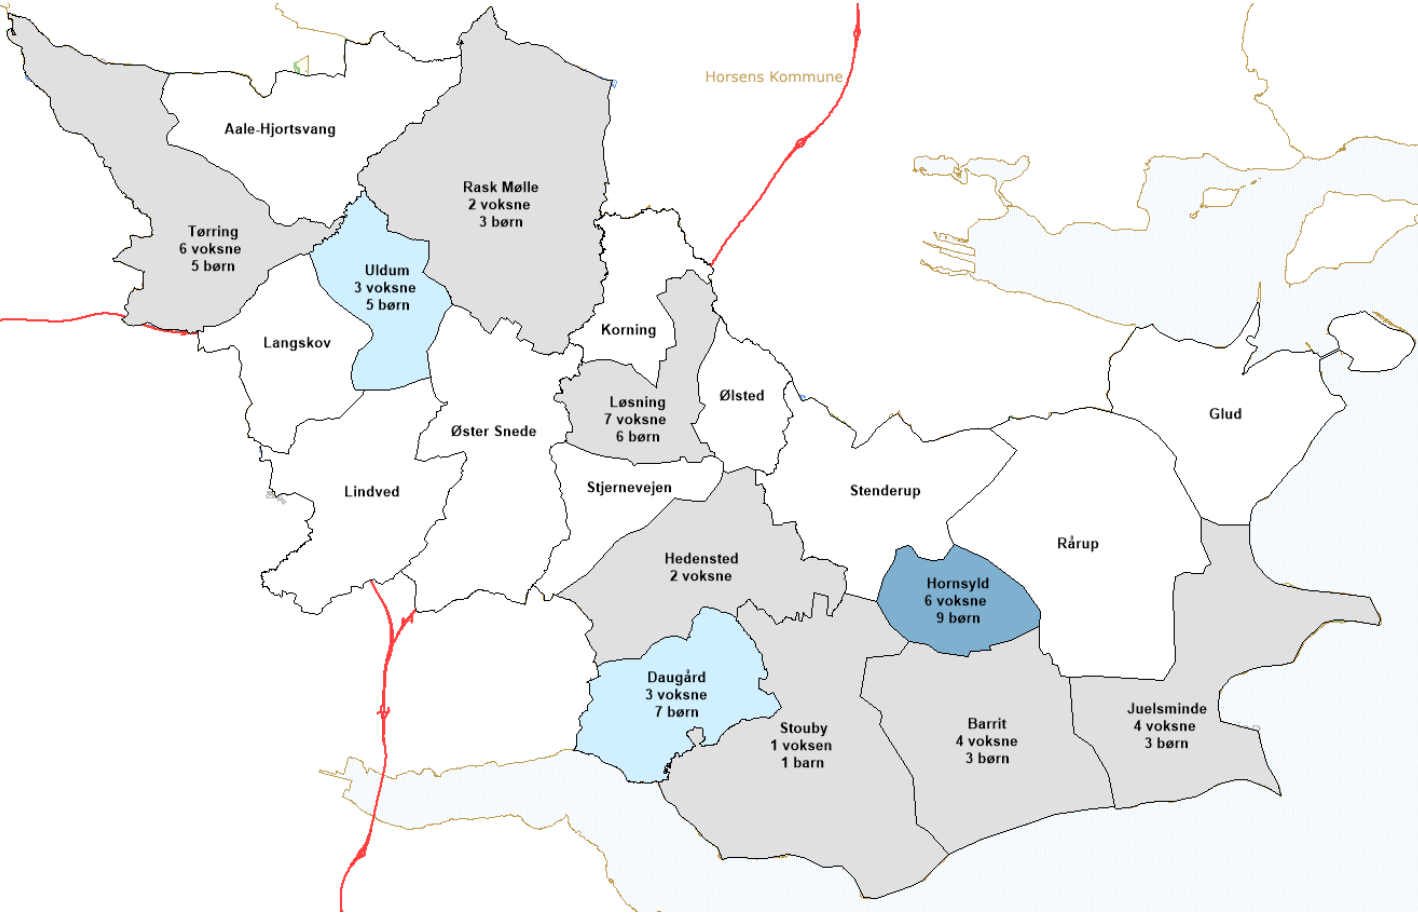 Horsens Kommune
Aale-Hjortsvang
Rask Mølle
2 voksne
3 børn
Tørring
6 voksne
5 børn
Uldum
3 voksne
5 børn
Korning
Langskov
Ølsted
Løsning
7 voksne
6 børn
Glud
Øster Snede
Stjernevejen
Lindved
Stenderup
Rårup
Hedensted
2 voksne
Hornsyld
6 voksne
9 børn
Daugård
3 voksne
7 børn
Stouby
1 voksen
1 barn
Barrit
4 voksne
3 børn
Juelsminde
4 voksne
3 børn